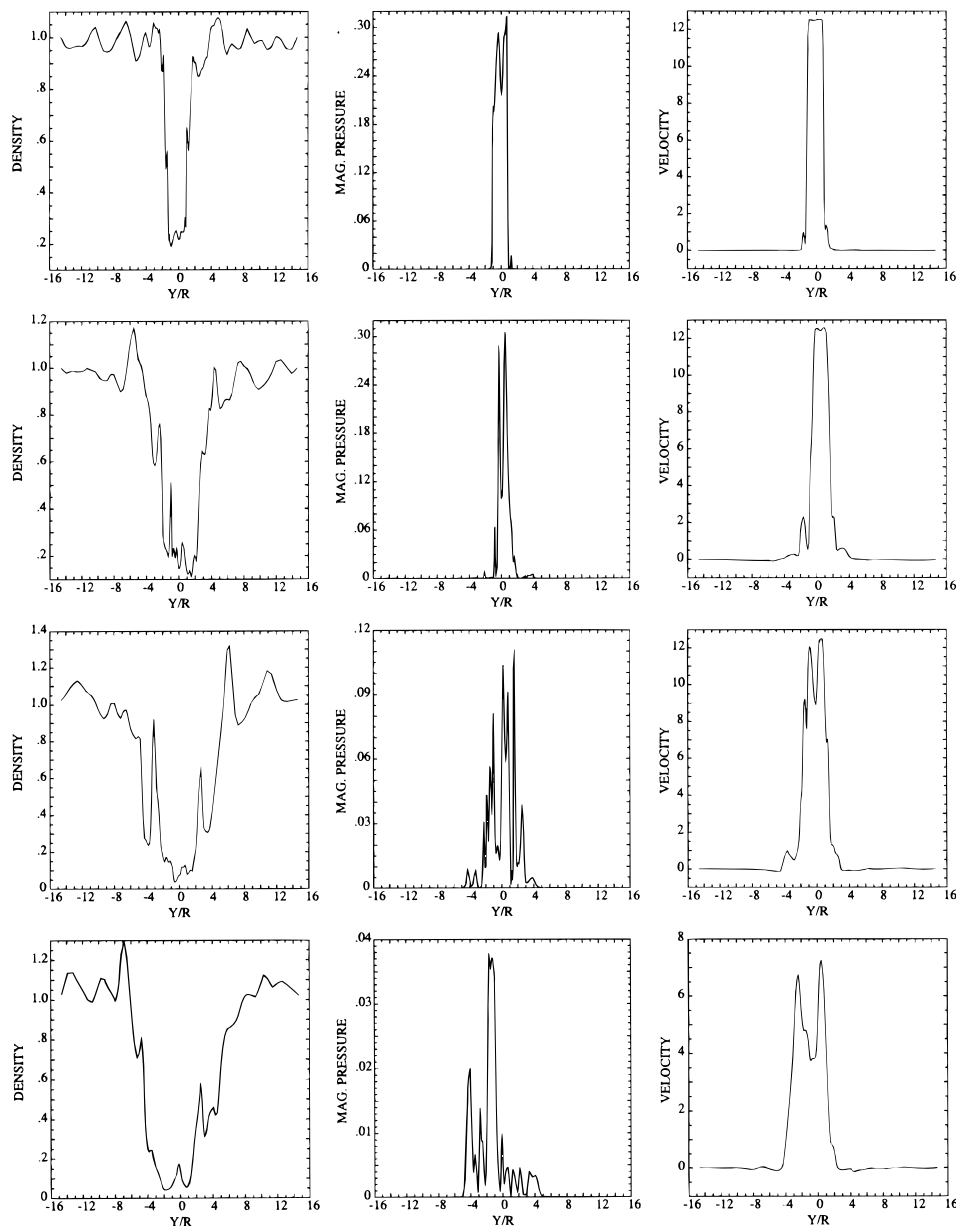 DENSITY
1.0
.8
.6
.4
.2
-16 -12 -8 -4 0 4 8 12 16
Y/R
MAG. PRESSURE
.30
.24
.18
.12
.06
0
-16 -12 -8 -4 0 4 8 12 16
Y/R
VELOCITY
12
10
8
6
4
2
0
-16 -12 -8 -4 0 4 8 12 16
Y/R
DENSITY
1.2
1.0
.8
.6
.4
.2
-16 -12 -8 -4 0 4 8 12 16
Y/R
MAG. PRESSURE
.30
.24
.18
.12
.06
0
-16 -12 -8 -4 0 4 8 12 16
Y/R
VELOCITY
12
10
8
6
4
2
0
-16 -12 -8 -4 0 4 8 12 16
Y/R
DENSITY
1.4
1.2
1.0
.8
.6
.4
.2
0
-16 -12 -8 -4 0 4 8 12 16
Y/R
MAG. PRESSURE
.12
.09
.06
.03
0
-16 -12 -8 -4 0 4 8 12 16
Y/R
VELOCITY
12
10
8
6
4
2
0
-16 -12 -8 -4 0 4 8 12 16
Y/R
DENSITY
1.2
1.0
.8
.6
.4
.2
0
-16 -12 -8 -4 0 4 8 12 16
Y/R
MAG. PRESSURE
.04
.03
.02
.01
.00
-16 -12 -8 -4 0 4 8 12 16
Y/R
VELOCITY
8
6
4
2
0
-16 -12 -8 -4 0 4 8 12 16
Y/R